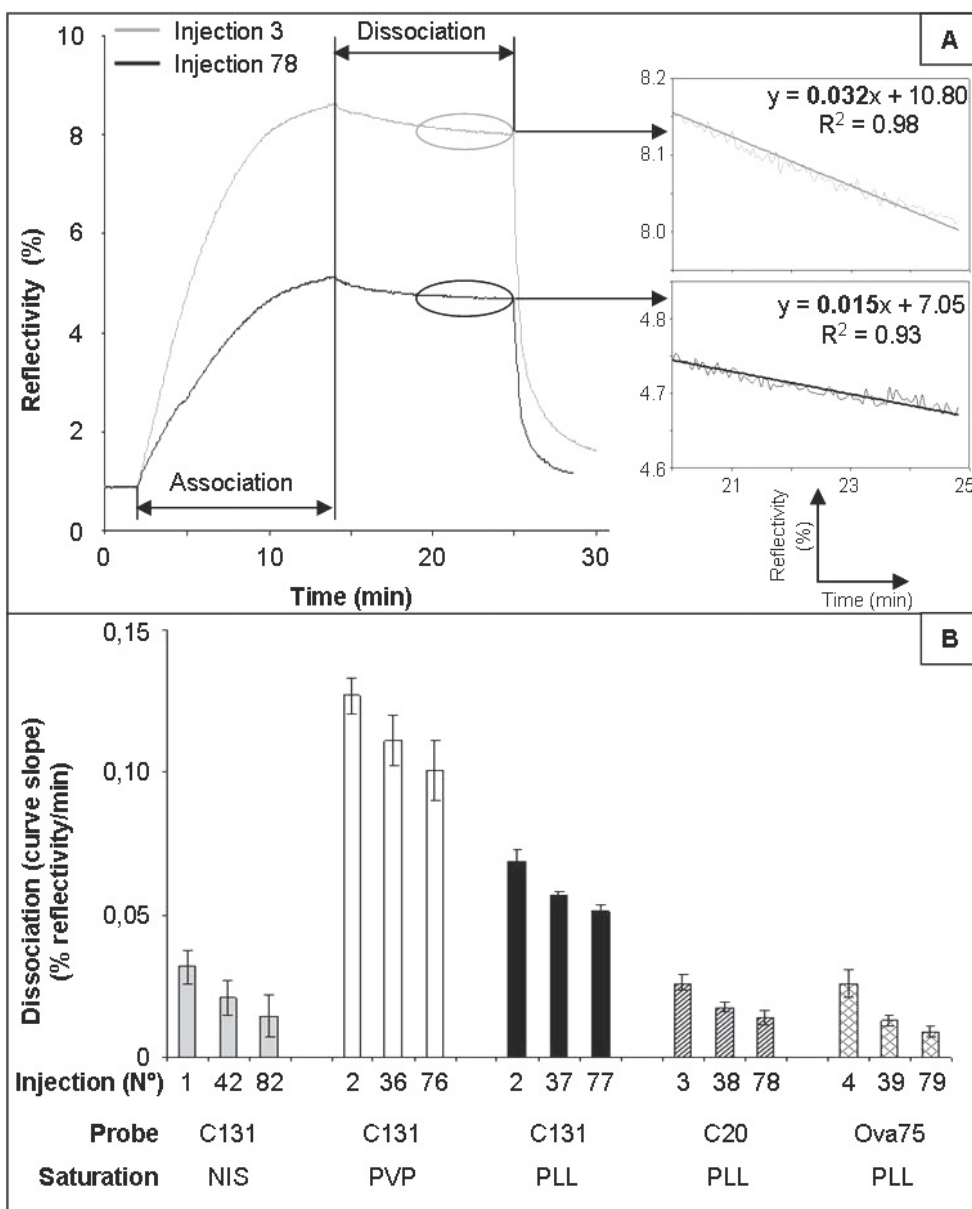 A
Injection 3
Injection 78
Dissociation
Association
Reflectivity (%)
10
8
6
4
2
0
0 10 20 30
Time (min)
y = 0.032x + 10.80
R² = 0.98
8.2
8.1
8.0
y = 0.015x + 7.05
R² = 0.93
4.8
4.7
4.6
21 23 25
Reflectivity
(%)
Time (min)
B
Dissociation (curve slope)
(% reflectivity/min)
0,15
0,10
0,05
0
Injection (N°) 1 42 82 2 36 76 2 37 77 3 38 78 4 39 79
Probe C131 C131 C131 C20 Ova75
Saturation NIS PVP PLL PLL PLL